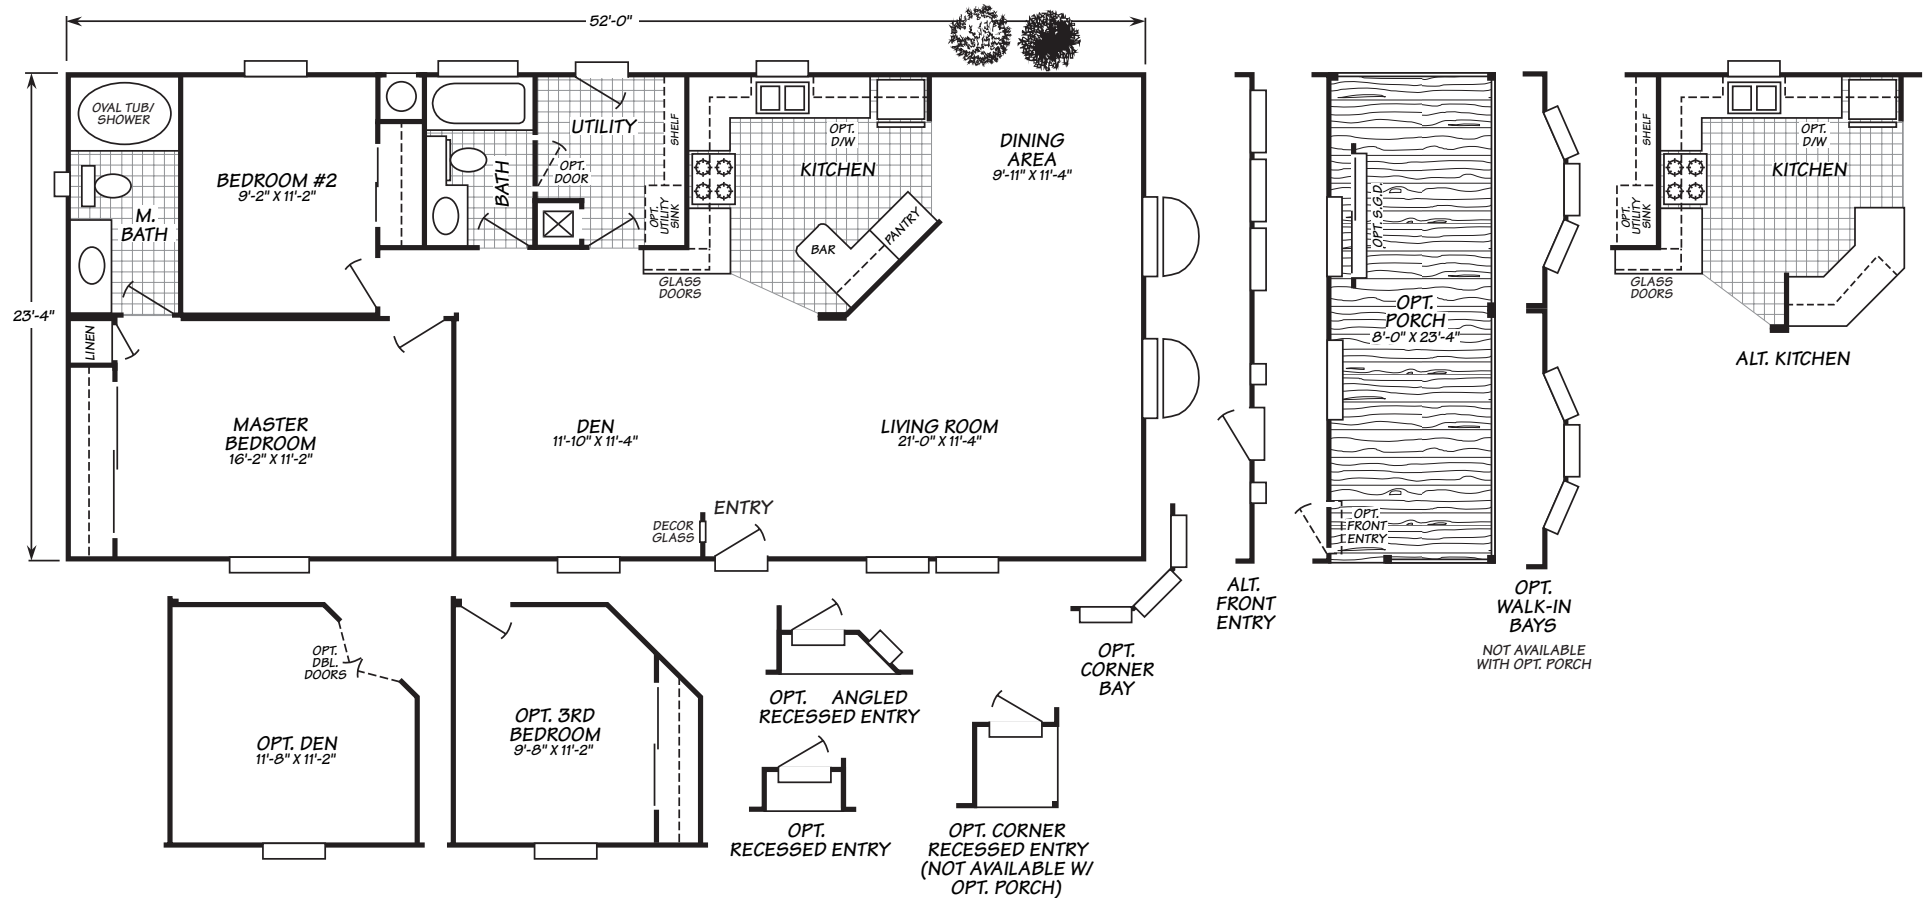 52'-0"
23'-4"
OVAL TUB/
SHOWER
M.
BATH
LINEN
BEDROOM #2
9'-2" X 11'-2"
BATH
UTILITY
OPT.
DOOR
SHELF
OPT.
UTILITY
SINK
OPT.
D/W
KITCHEN
BAR
PANTRY
GLASS
DOORS
DINING
AREA
9'-11" X 11'-4"
MASTER
BEDROOM
16'-2" X 11'-2"
DEN
11'-10" X 11'-4"
LIVING ROOM
21'-0" X 11'-4"
DECOR
GLASS
ENTRY
ALT.
FRONT
ENTRY
OPT. S.G.D.
OPT.
PORCH
8'-0" X 23'-4"
OPT.
FRONT
ENTRY
OPT.
WALK-IN
BAYS
NOT AVAILABLE
WITH OPT. PORCH
SHELF
OPT.
UTILITY
SINK
OPT.
D/W
KITCHEN
GLASS
DOORS
ALT. KITCHEN
OPT.
DBL.
DOORS
OPT. DEN
11'-8" X 11'-2"
OPT. 3RD
BEDROOM
9'-8" X 11'-2"
OPT. ANGLED
RECESSED ENTRY
OPT.
RECESSED ENTRY
OPT.
CORNER
BAY
OPT. CORNER
RECESSED ENTRY
(NOT AVAILABLE W/
OPT. PORCH)